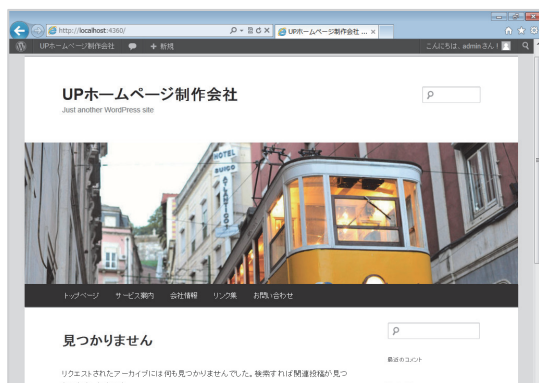 http://localhost:4360/
UPホームページ制作会社 ...
UPホームページ制作会社
+ 新規
こんにちは、admin さん!
UPホームページ制作会社
Just another WordPress site
HOTEL
SUICO
ATLANTICO
トップページ サービス案内 会社情報 リンク集 お問い合わせ
見つかりません
最近のコメント
リクエストされたアーカイブには何も見つかりませんでした。検索すれば関連投稿が見つ